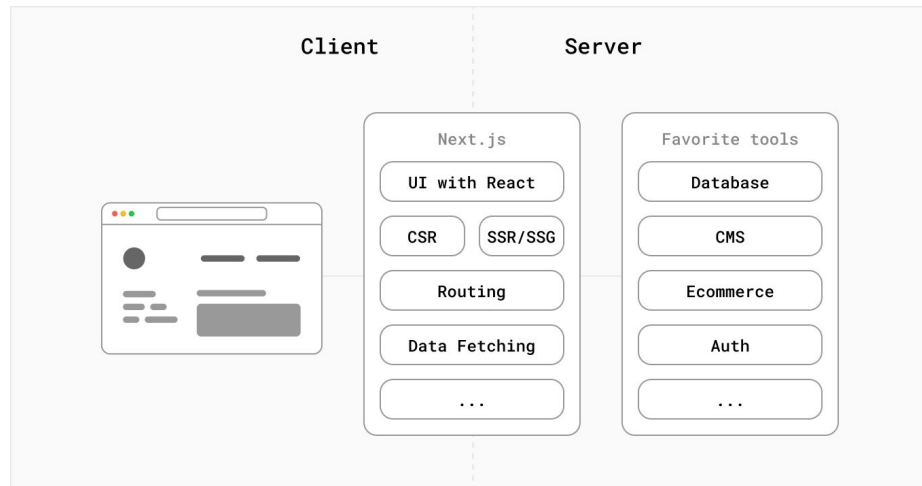 Client
Server
Next.js
UI with React
CSR
SSR/SSG
Routing
Data Fetching
...
Favorite tools
Database
CMS
Ecommerce
Auth
...